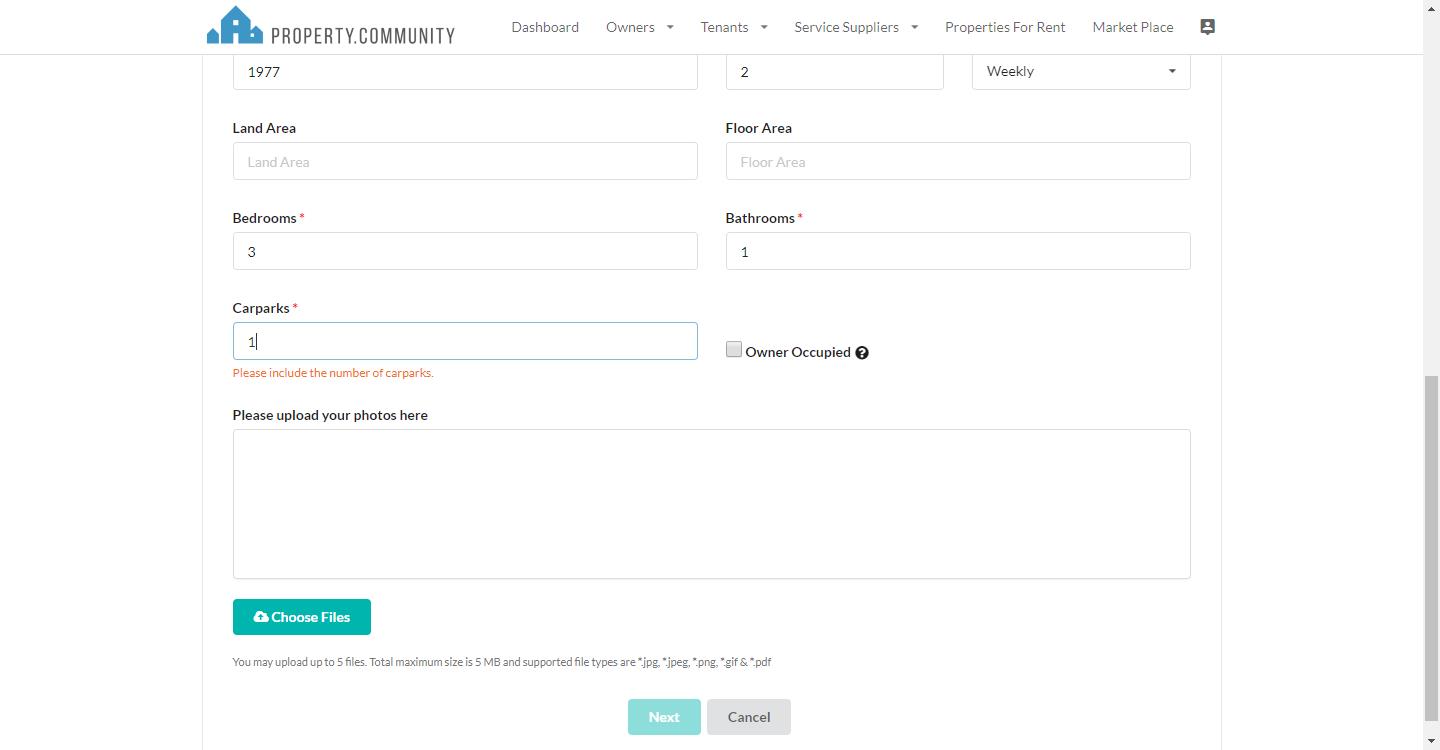 PROPERTY.COMMUNITY Dashboard Owners Tenants Service Suppliers Properties For Rent Market Place
1977 2 Weekly
Land Area Floor Area
Land Area Floor Area
Bedrooms * Bathrooms *
3 1
Carparks *
1
Owner Occupied ?
Please include the number of carparks.
Please upload your photos here
Choose Files
You may upload up to 5 files. Total maximum size is 5 MB and supported file types are *.jpg, *.jpeg, *.png, *.gif & *.pdf
Next Cancel